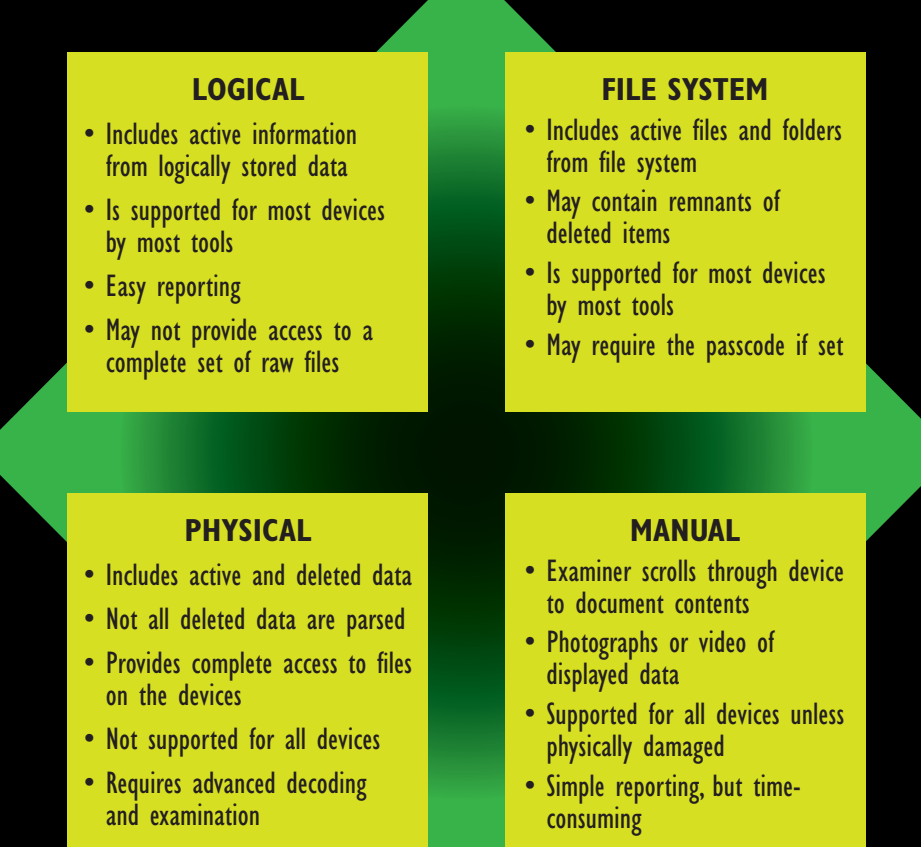 LOGICAL
• Includes active information
from logically stored data
• Is supported for most devices
by most tools
• Easy reporting
• May not provide access to a
complete set of raw files
FILE SYSTEM
• Includes active files and folders
from file system
• May contain remnants of
deleted items
• Is supported for most devices
by most tools
• May require the passcode if set
PHYSICAL
• Includes active and deleted data
• Not all deleted data are parsed
• Provides complete access to files
on the devices
• Not supported for all devices
• Requires advanced decoding
and examination
MANUAL
• Examiner scrolls through device
to document contents
• Photographs or video of
displayed data
• Supported for all devices unless
physically damaged
• Simple reporting, but time-
consuming